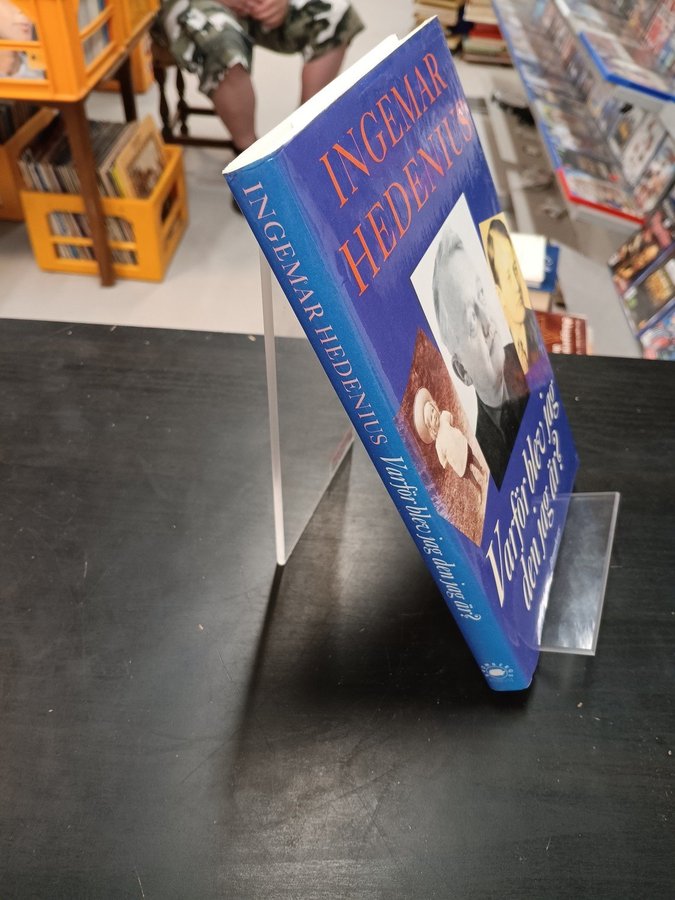 INGEMAR
HEDENIUS
Varför blev jag
den jag är?
INGEMAR HEDENIUS Varför blev jag den jag är?